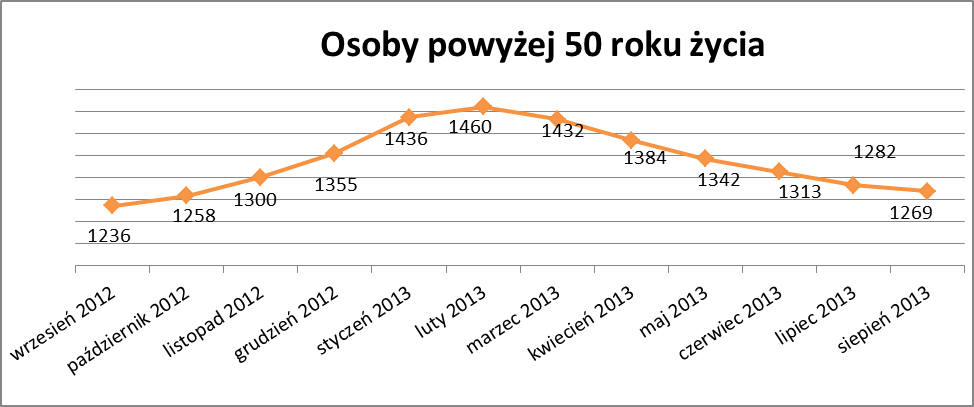 Osoby powyżej 50 roku życia
1236
1258
1300
1355
1436
1460
1432
1384
1342
1313
1282
1269
wrzesień 2012
październik 2012
listopad 2012
grudzień 2012
styczeń 2013
luty 2013
marzec 2013
kwiecień 2013
maj 2013
czerwiec 2013
lipiec 2013
siepień 2013